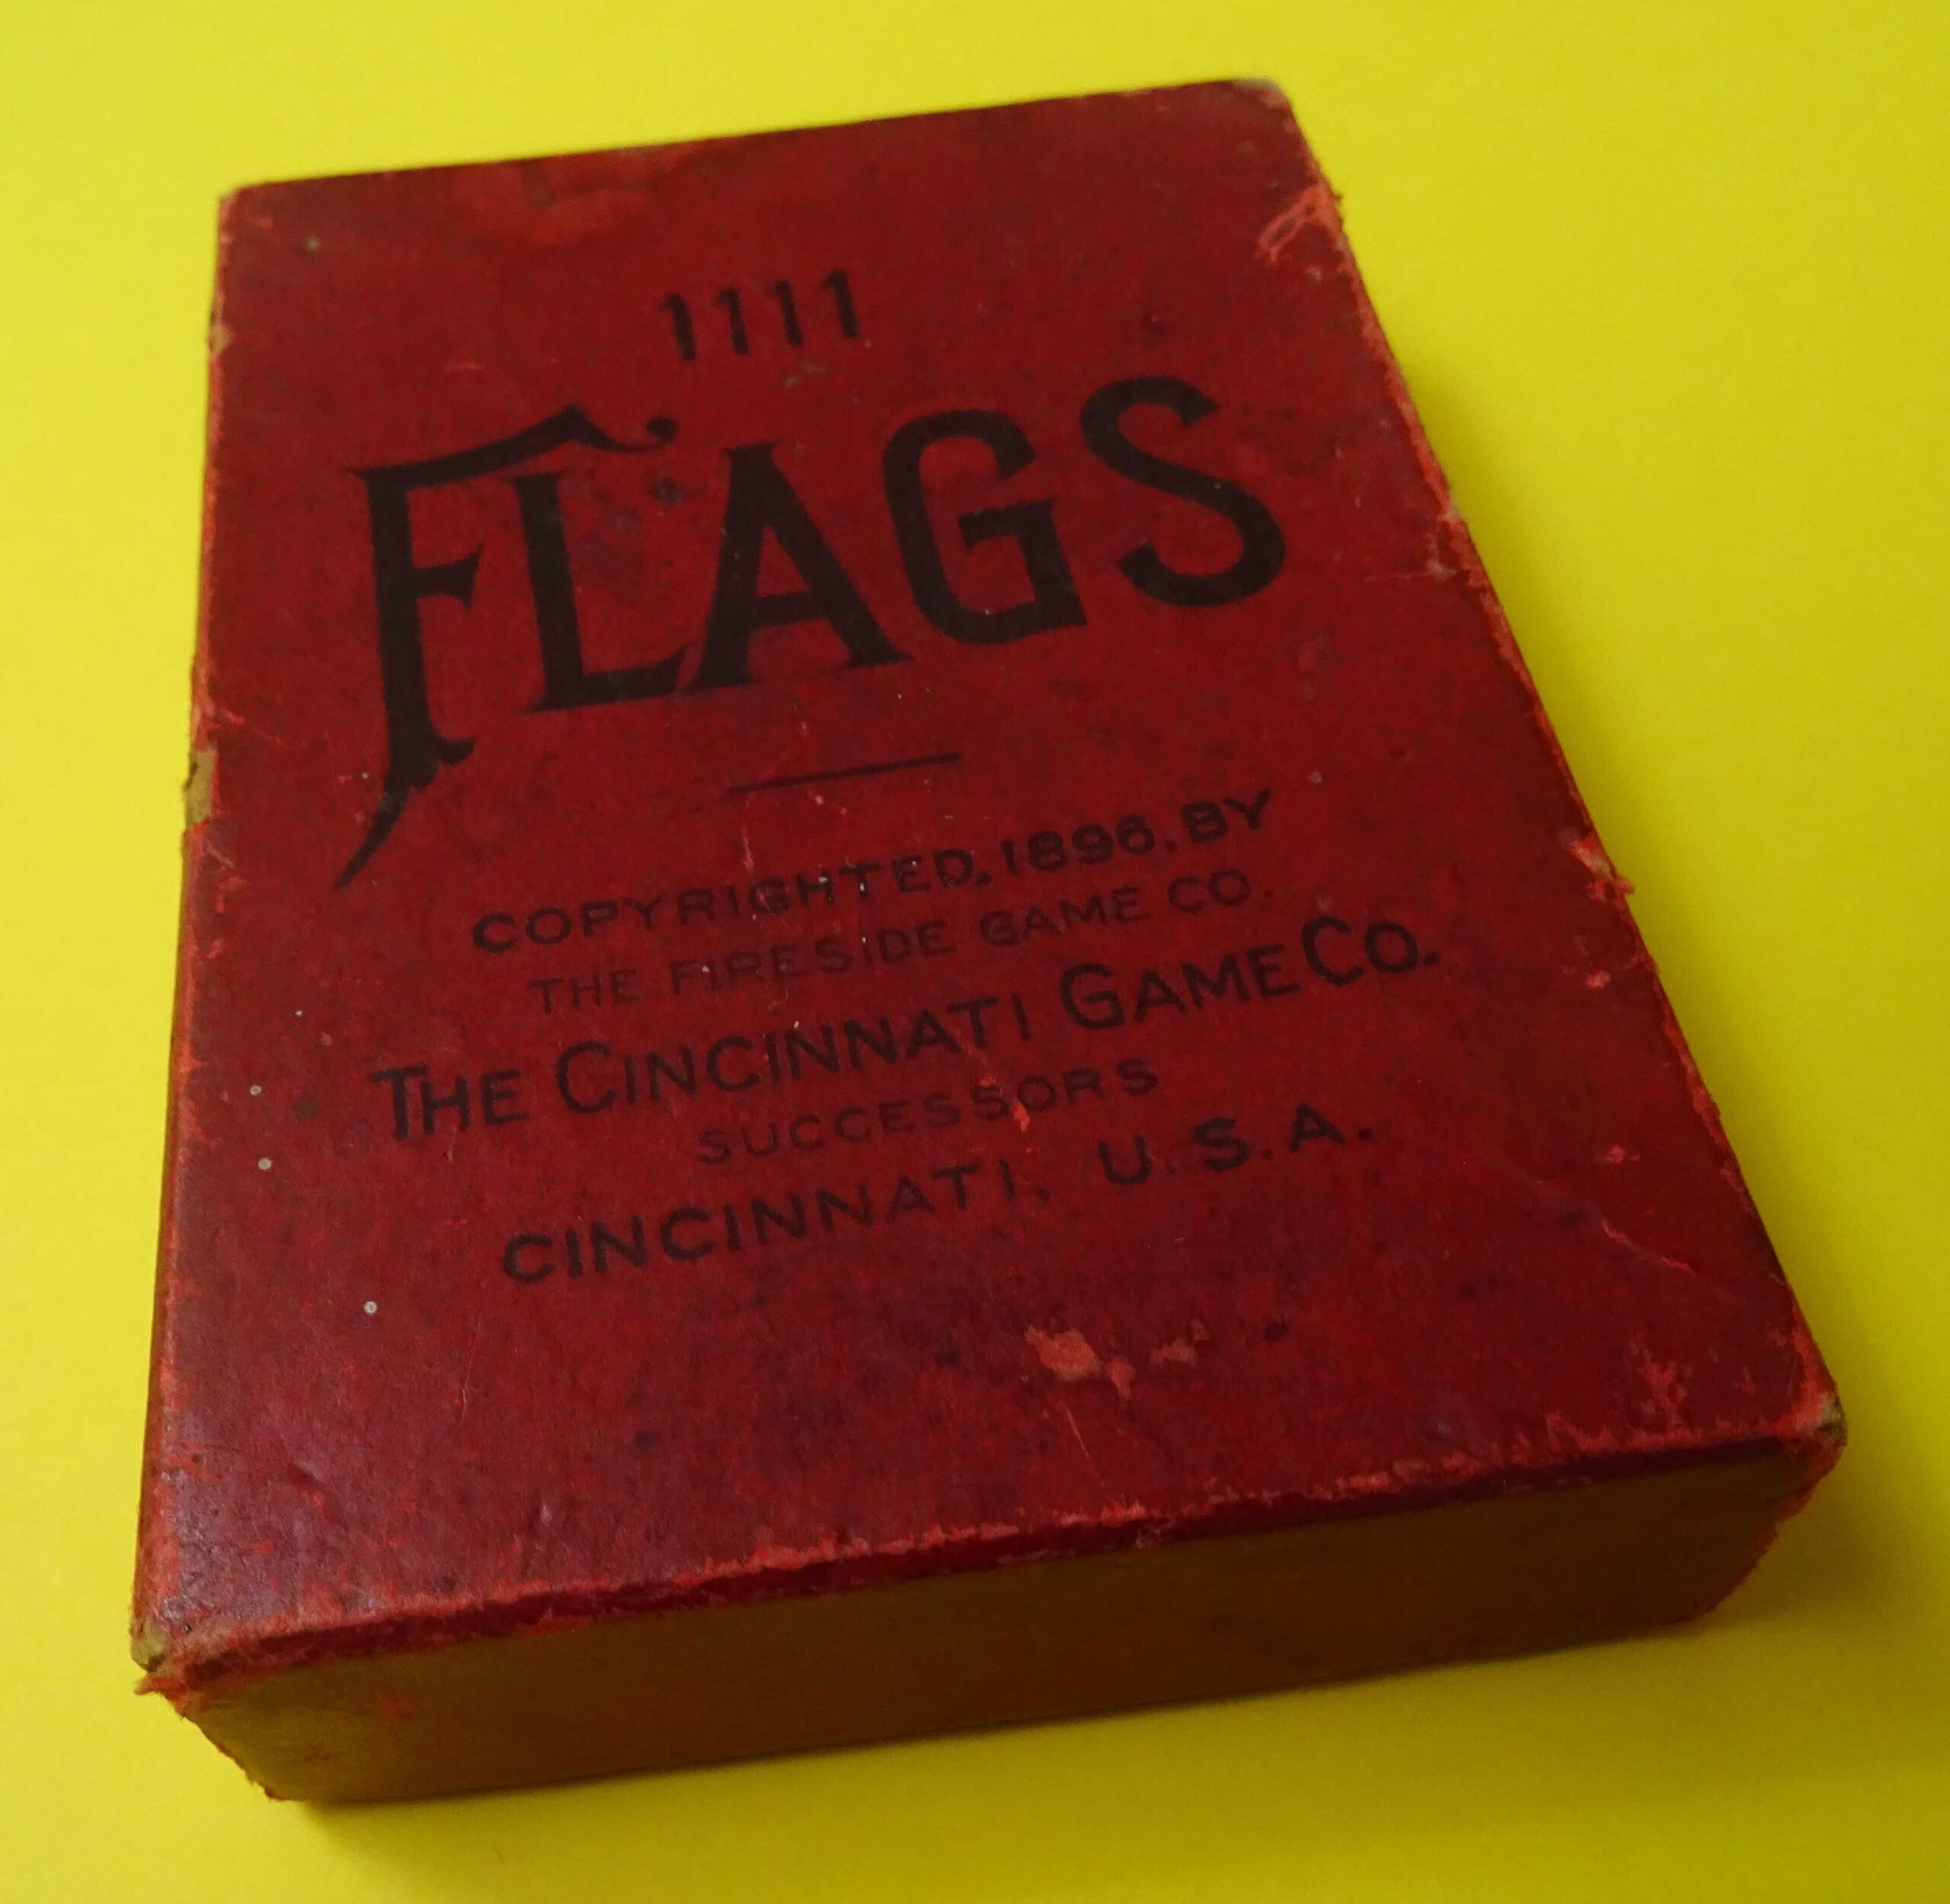 1111
FLAGS
COPYRIGHTED, 1896, BY
THE FIRESIDE GAME CO.
THE CINCINNATI GAME CO.
SUCCESSORS
CINCINNATI, U.S.A.